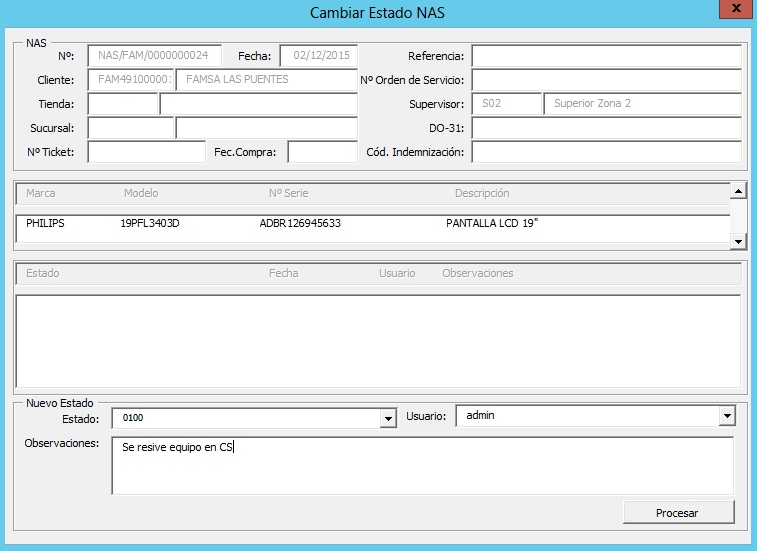 Cambiar Estado NAS
x
NAS
Nº: NAS/FAM/0000000024 Fecha: 02/12/2015 Referencia:
Cliente: FAM49100000: FAMSA LAS PUENTES Nº Orden de Servicio:
Tienda: Supervisor: S02 Superior Zona 2
Sucursal: DO-31:
Nº Ticket: Fec.Compra: Cód. Indemnización:
Marca Modelo Nº Serie Descripción
PHILIPS 19PFL3403D ADBR126945633 PANTALLA LCD 19"
Estado Fecha Usuario Observaciones
Nuevo Estado
Estado: 0100 Usuario: admin
Observaciones: Se resive equipo en CS
Procesar